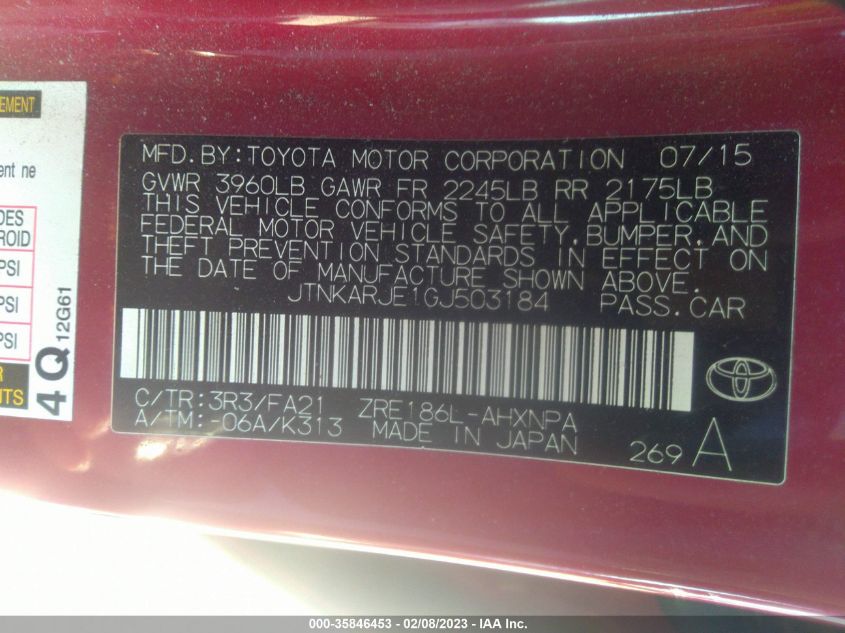 EMENT
ent ne
DES
ROID
PSI
PSI
PSI
R
UTS
4Q 12G61
MFD.BY:TOYOTA MOTOR CORPORATION 07/15
GVWR 3960LB GAWR FR 2245LB RR 2175LB
THIS VEHICLE CONFORMS TO ALL APPLICABLE
FEDERAL MOTOR VEHICLE SAFETY,BUMPER,AND
THEFT PREVENTION STANDARDS IN EFFECT ON
THE DATE OF MANUFACTURE SHOWN ABOVE.
JTNKARJE1GJ503184 PASS.CAR
C/TR:3R3/FA21 ZRE186L-AHXNPA
A/TM:-06A/K313 MADE IN JAPAN
269 A
000-35846453 - 02/08/2023 - IAA Inc.